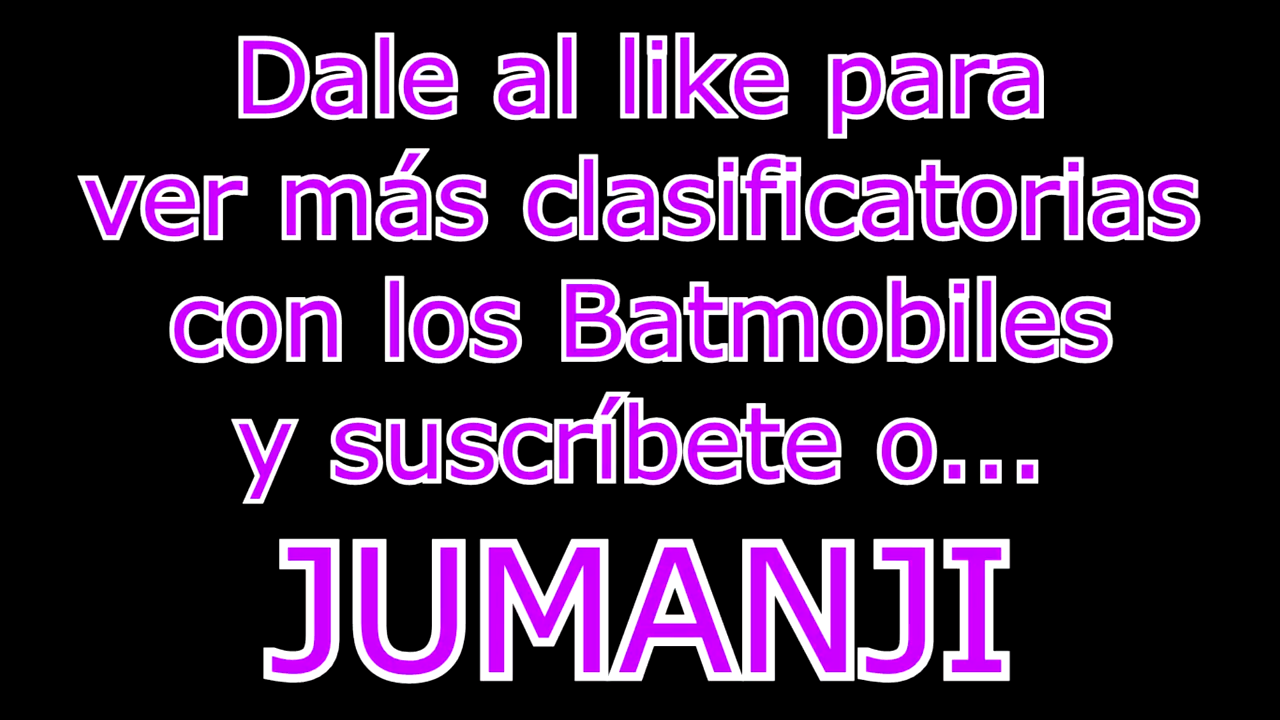 Dale al like para
ver más clasificatorias
con los Batmobiles
y suscríbete o...
JUMANJI